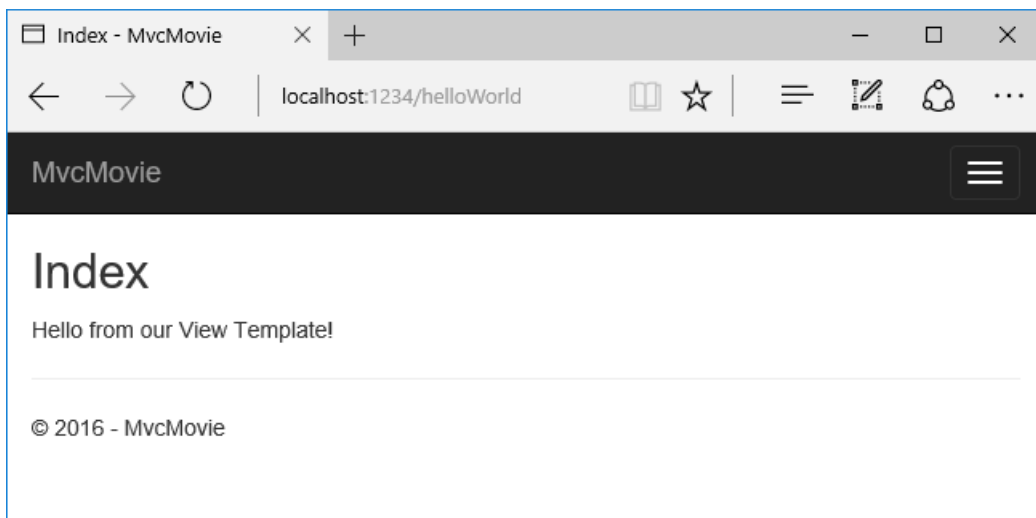 Index - MvcMovie
localhost:1234/helloWorld
MvcMovie
Index
Hello from our View Template!
© 2016 - MvcMovie